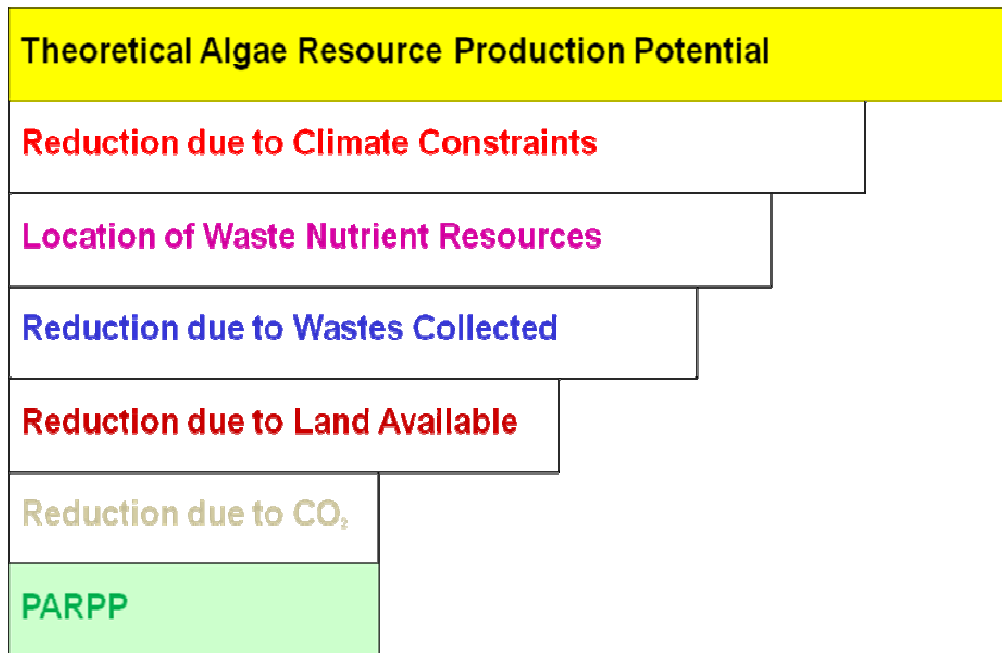 Theoretical Algae Resource Production Potential
Reduction due to Climate Constraints
Location of Waste Nutrient Resources
Reduction due to Wastes Collected
Reduction due to Land Available
Reduction due to CO₂
PARPP